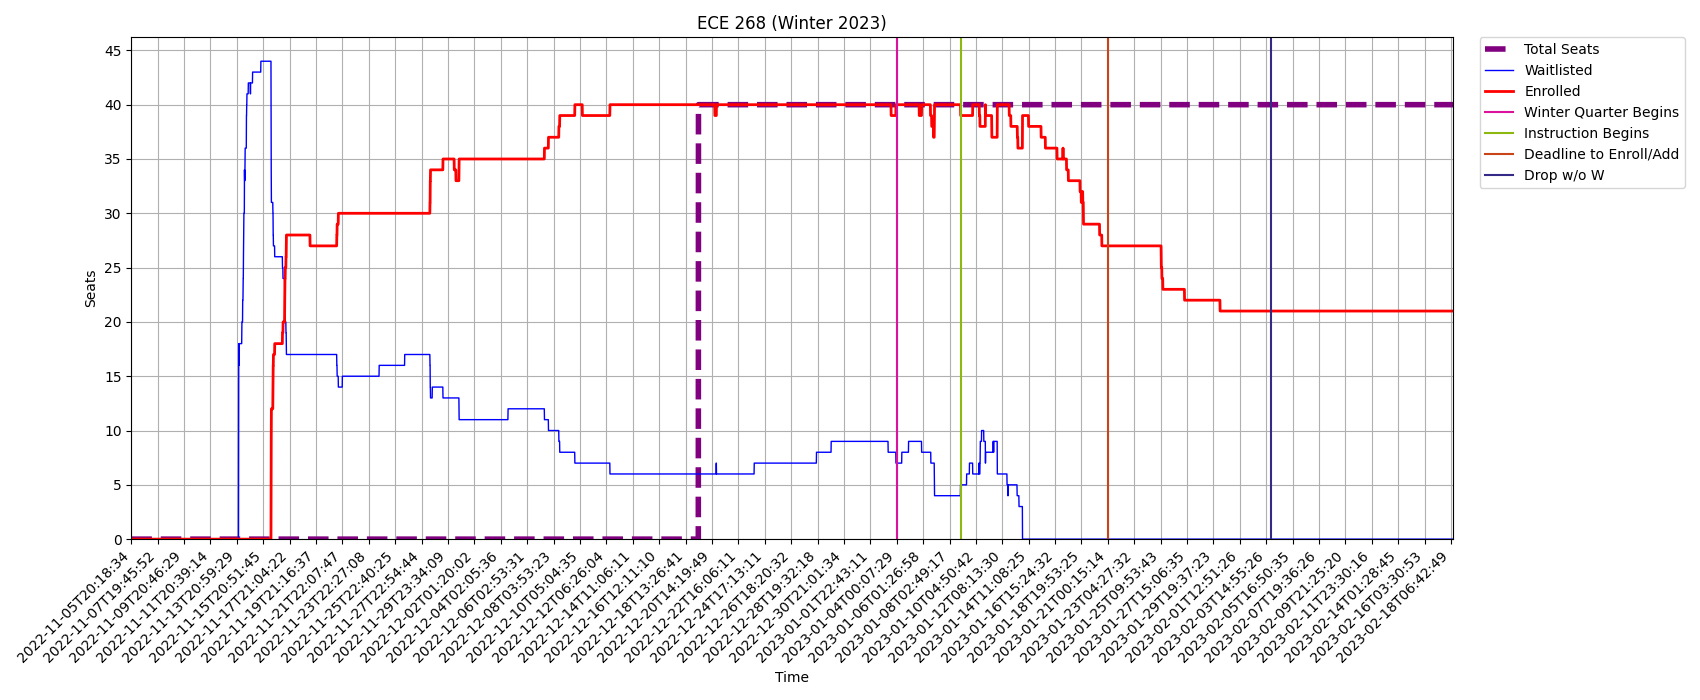 ECE 268 (Winter 2023)
45
40
35
30
25
20
15
10
5
0
Seats
2022-11-05T20:18:34
2022-11-07T19:45:52
2022-11-09T20:46:29
2022-11-11T20:39:14
2022-11-13T20:59:29
2022-11-15T20:51:45
2022-11-17T21:04:22
2022-11-19T21:16:37
2022-11-21T22:07:47
2022-11-23T22:27:08
2022-11-25T22:40:25
2022-11-27T22:54:44
2022-11-29T23:34:09
2022-12-02T01:20:02
2022-12-04T02:05:36
2022-12-06T02:53:31
2022-12-08T03:53:23
2022-12-10T05:04:35
2022-12-12T06:26:04
2022-12-14T11:06:11
2022-12-16T12:11:10
2022-12-18T13:26:41
2022-12-20T14:19:49
2022-12-22T16:06:11
2022-12-24T17:13:11
2022-12-26T18:20:32
2022-12-28T19:32:18
2022-12-30T21:01:34
2023-01-01T22:43:11
2023-01-04T00:07:29
2023-01-06T01:26:58
2023-01-08T02:49:17
2023-01-10T04:50:42
2023-01-12T08:13:30
2023-01-14T11:08:25
2023-01-16T15:24:32
2023-01-18T19:53:25
2023-01-21T00:15:14
2023-01-23T04:27:32
2023-01-25T09:53:43
2023-01-27T15:06:35
2023-01-29T19:37:23
2023-02-01T12:51:26
2023-02-03T14:55:26
2023-02-05T16:50:35
2023-02-07T19:36:26
2023-02-09T21:25:20
2023-02-11T23:30:16
2023-02-14T01:28:45
2023-02-16T03:30:53
2023-02-18T06:42:49
Time
Total Seats
Waitlisted
Enrolled
Winter Quarter Begins
Instruction Begins
Deadline to Enroll/Add
Drop w/o W